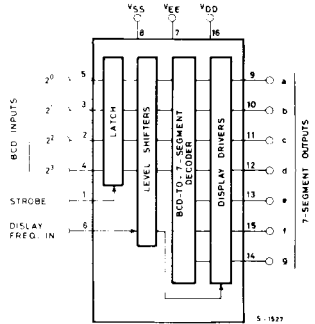 VSS VEE VDD
8 7 16
BCD INPUTS
2⁰ 5
2¹ 3
2² 2
2³ 4
STROBE 1
DISPLAY FREQ. IN 6
LATCH
LEVEL SHIFTERS
BCD-TO-7-SEGMENT DECODER
DISPLAY DRIVERS
9 a
10 b
11 c
12 d
13 e
15 f
14 g
7-SEGMENT OUTPUTS
S-1527